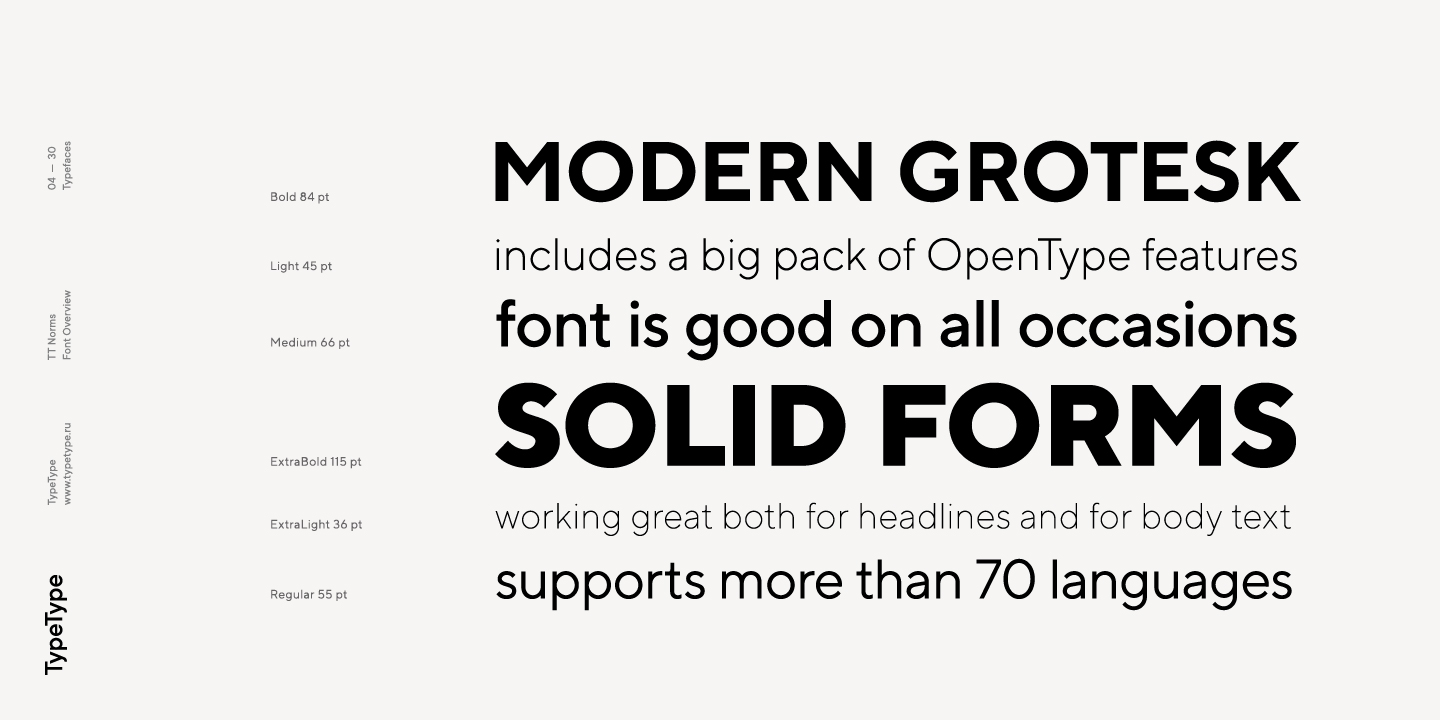 04 — 30
Typefaces
TT Norms
Font Overview
TypeType
www.typetype.ru
TypeType
Bold 84 pt
MODERN GROTESK
Light 45 pt
includes a big pack of OpenType features
Medium 66 pt
font is good on all occasions
ExtraBold 115 pt
SOLID FORMS
ExtraLight 36 pt
working great both for headlines and for body text
Regular 55 pt
supports more than 70 languages